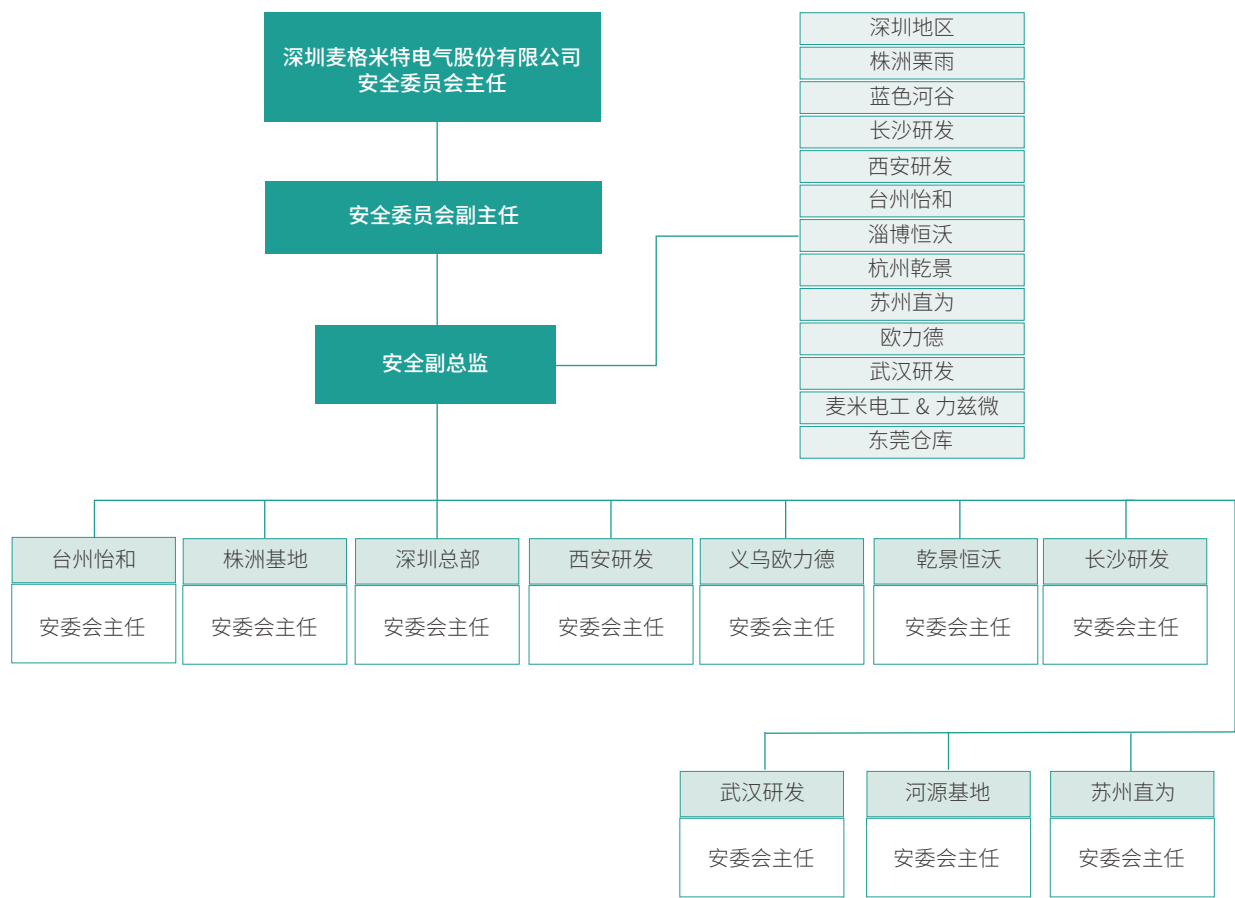 深圳麦格米特电气股份有限公司
安全委员会主任
安全委员会副主任
安全副总监
深圳地区
株洲栗雨
蓝色河谷
长沙研发
西安研发
台州怡和
淄博恒沃
杭州乾景
苏州直为
欧力德
武汉研发
麦米电工 & 力兹微
东莞仓库
台州怡和
安委会主任
株洲基地
安委会主任
深圳总部
安委会主任
西安研发
安委会主任
义乌欧力德
安委会主任
乾景恒沃
安委会主任
长沙研发
安委会主任
武汉研发
安委会主任
河源基地
安委会主任
苏州直为
安委会主任